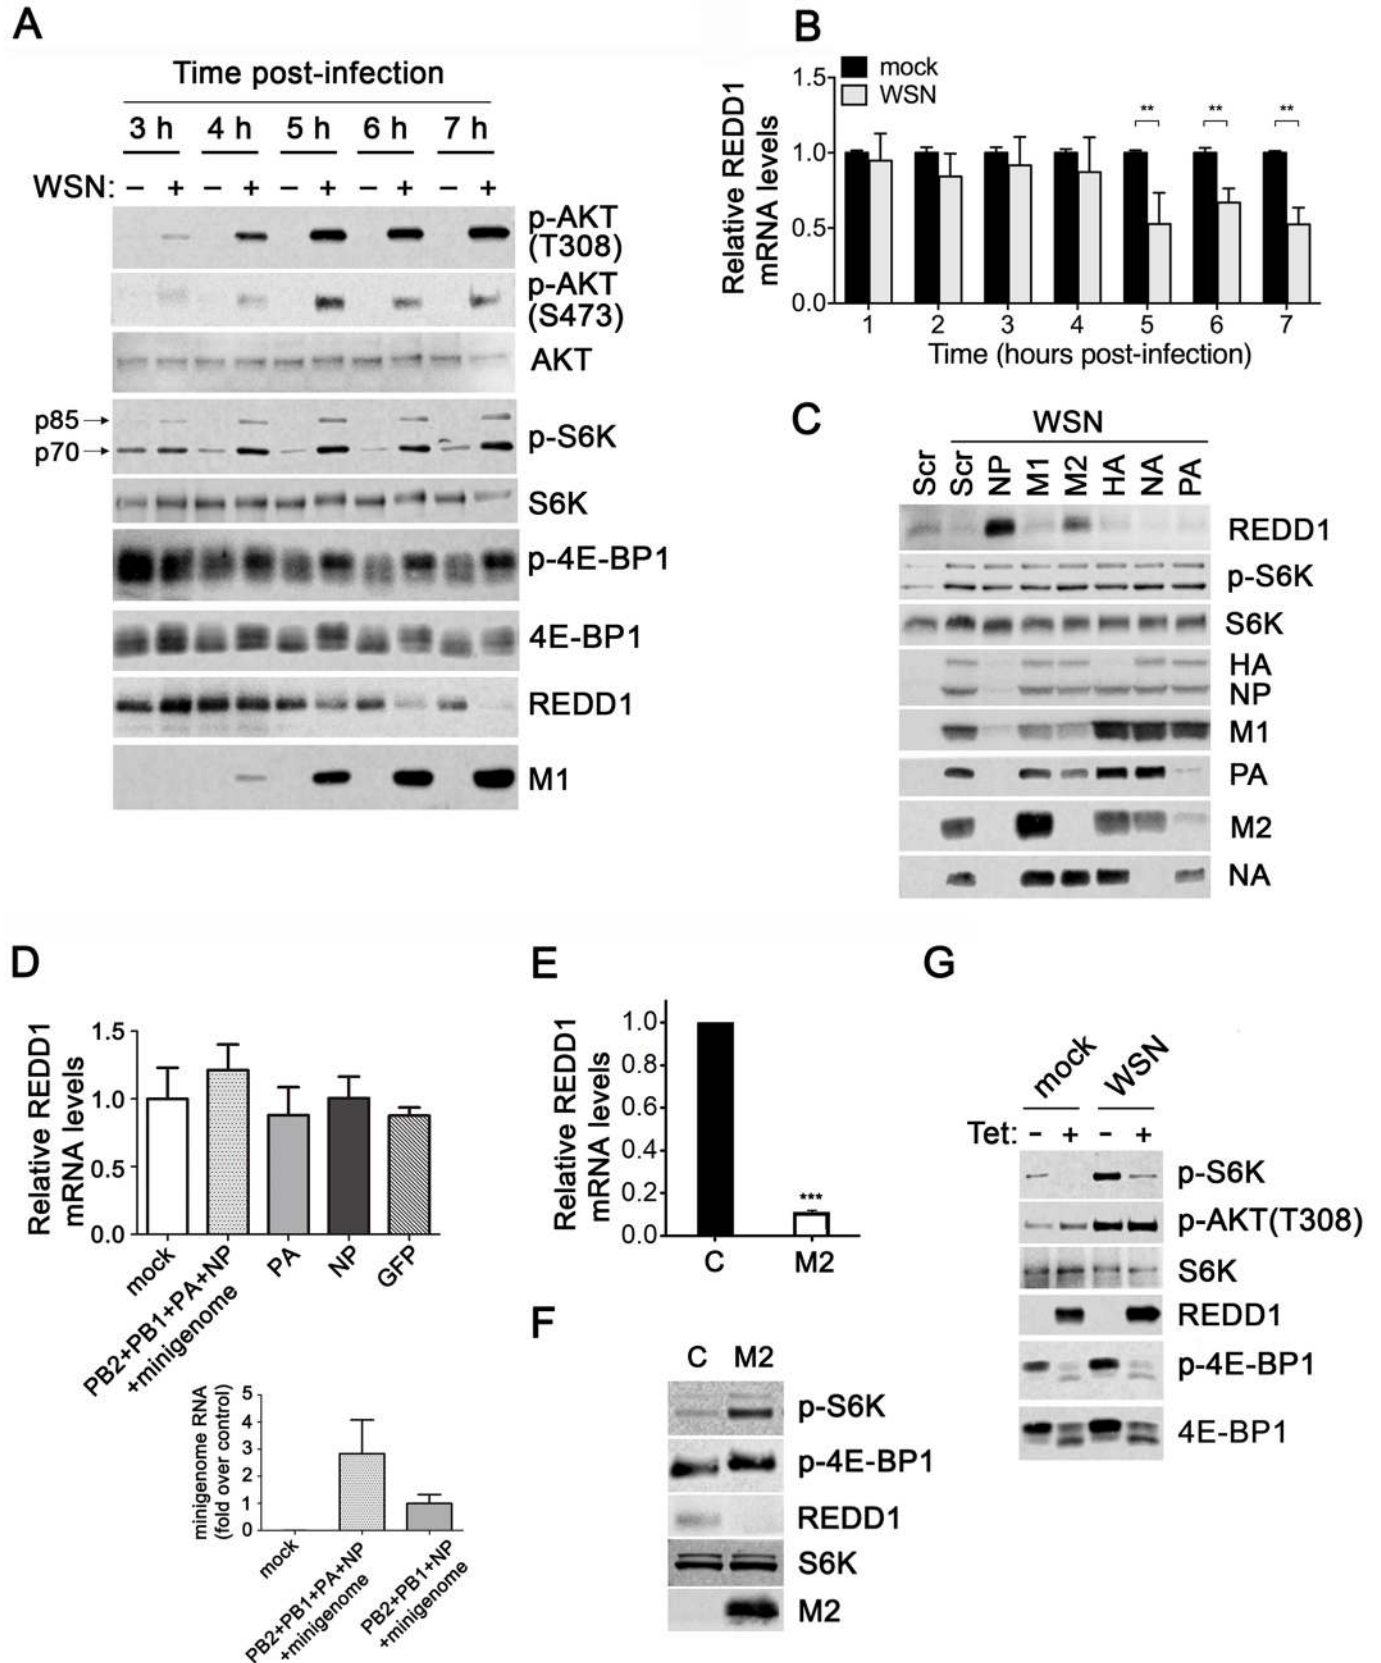 A
Time post-infection
3 h 4 h 5 h 6 h 7 h
WSN: – + – + – + – + – +
p-AKT
(T308)
p-AKT
(S473)
AKT
p85→
p70→
p-S6K
S6K
p-4E-BP1
4E-BP1
REDD1
M1
B
Relative REDD1
mRNA levels
mock
WSN
** ** **
1.5
1.0
0.5
0.0
1 2 3 4 5 6 7
Time (hours post-infection)
C
WSN
Scr Scr NP M1 M2 HA NA PA
REDD1
p-S6K
S6K
HA
NP
M1
PA
M2
NA
D
Relative REDD1
mRNA levels
1.5
1.0
0.5
0.0
mock
PB2+PB1+PA+NP
+minigenome
PA
NP
GFP
minigenome RNA
(fold over control)
5
4
3
2
1
0
mock
PB2+PB1+PA+NP
+minigenome
PB2+PB1+NP
+minigenome
E
Relative REDD1
mRNA levels
1.0
0.8
0.6
0.4
0.2
0.0
***
C M2
F
C M2
p-S6K
p-4E-BP1
REDD1
S6K
M2
G
mock WSN
Tet: – + – +
p-S6K
p-AKT(T308)
S6K
REDD1
p-4E-BP1
4E-BP1